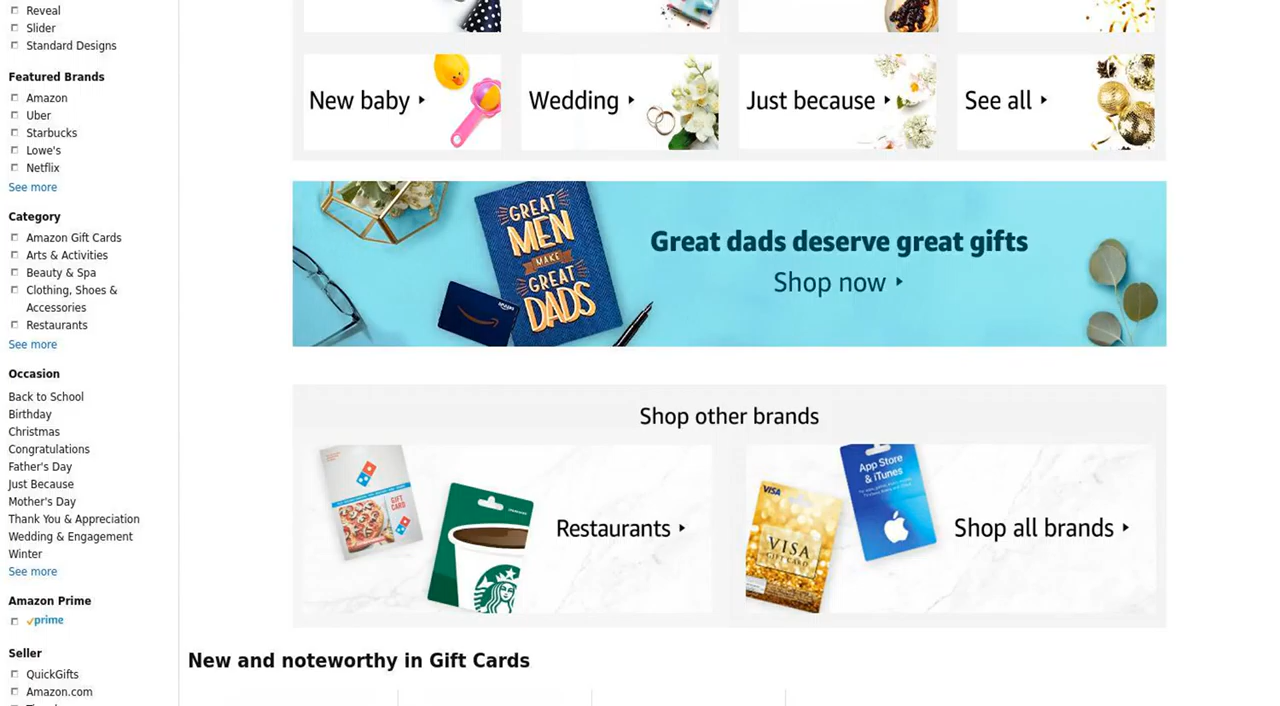 Reveal
Slider
Standard Designs
Featured Brands
Amazon
Uber
Starbucks
Lowe's
Netflix
See more
Category
Amazon Gift Cards
Arts & Activities
Beauty & Spa
Clothing, Shoes &
Accessories
Restaurants
See more
Occasion
Back to School
Birthday
Christmas
Congratulations
Father's Day
Just Because
Mother's Day
Thank You & Appreciation
Wedding & Engagement
Winter
See more
Amazon Prime
prime
Seller
QuickGifts
Amazon.com
New baby
Wedding
Just because
See all
GREAT
MEN
MAKE
GREAT
DADS
amazon
Great dads deserve great gifts
Shop now
Shop other brands
GIFT
CARD
Restaurants
VISA
VISA
GIFT CARD
App Store
& iTunes
Shop all brands
New and noteworthy in Gift Cards